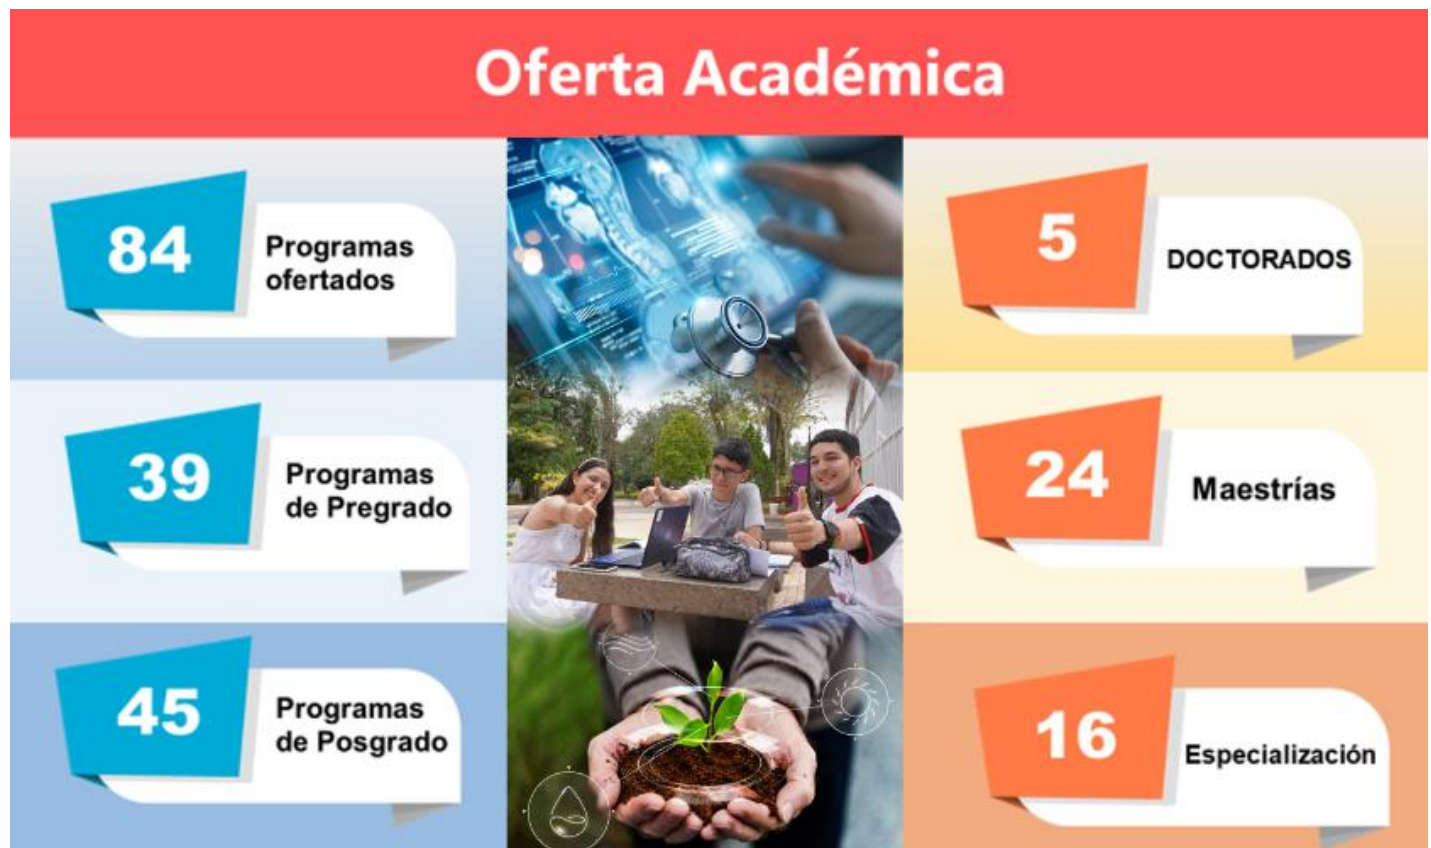 Oferta Académica
84
Programas
ofertados
39
Programas
de Pregrado
45
Programas
de Posgrado
5
DOCTORADOS
24
Maestrías
16
Especialización